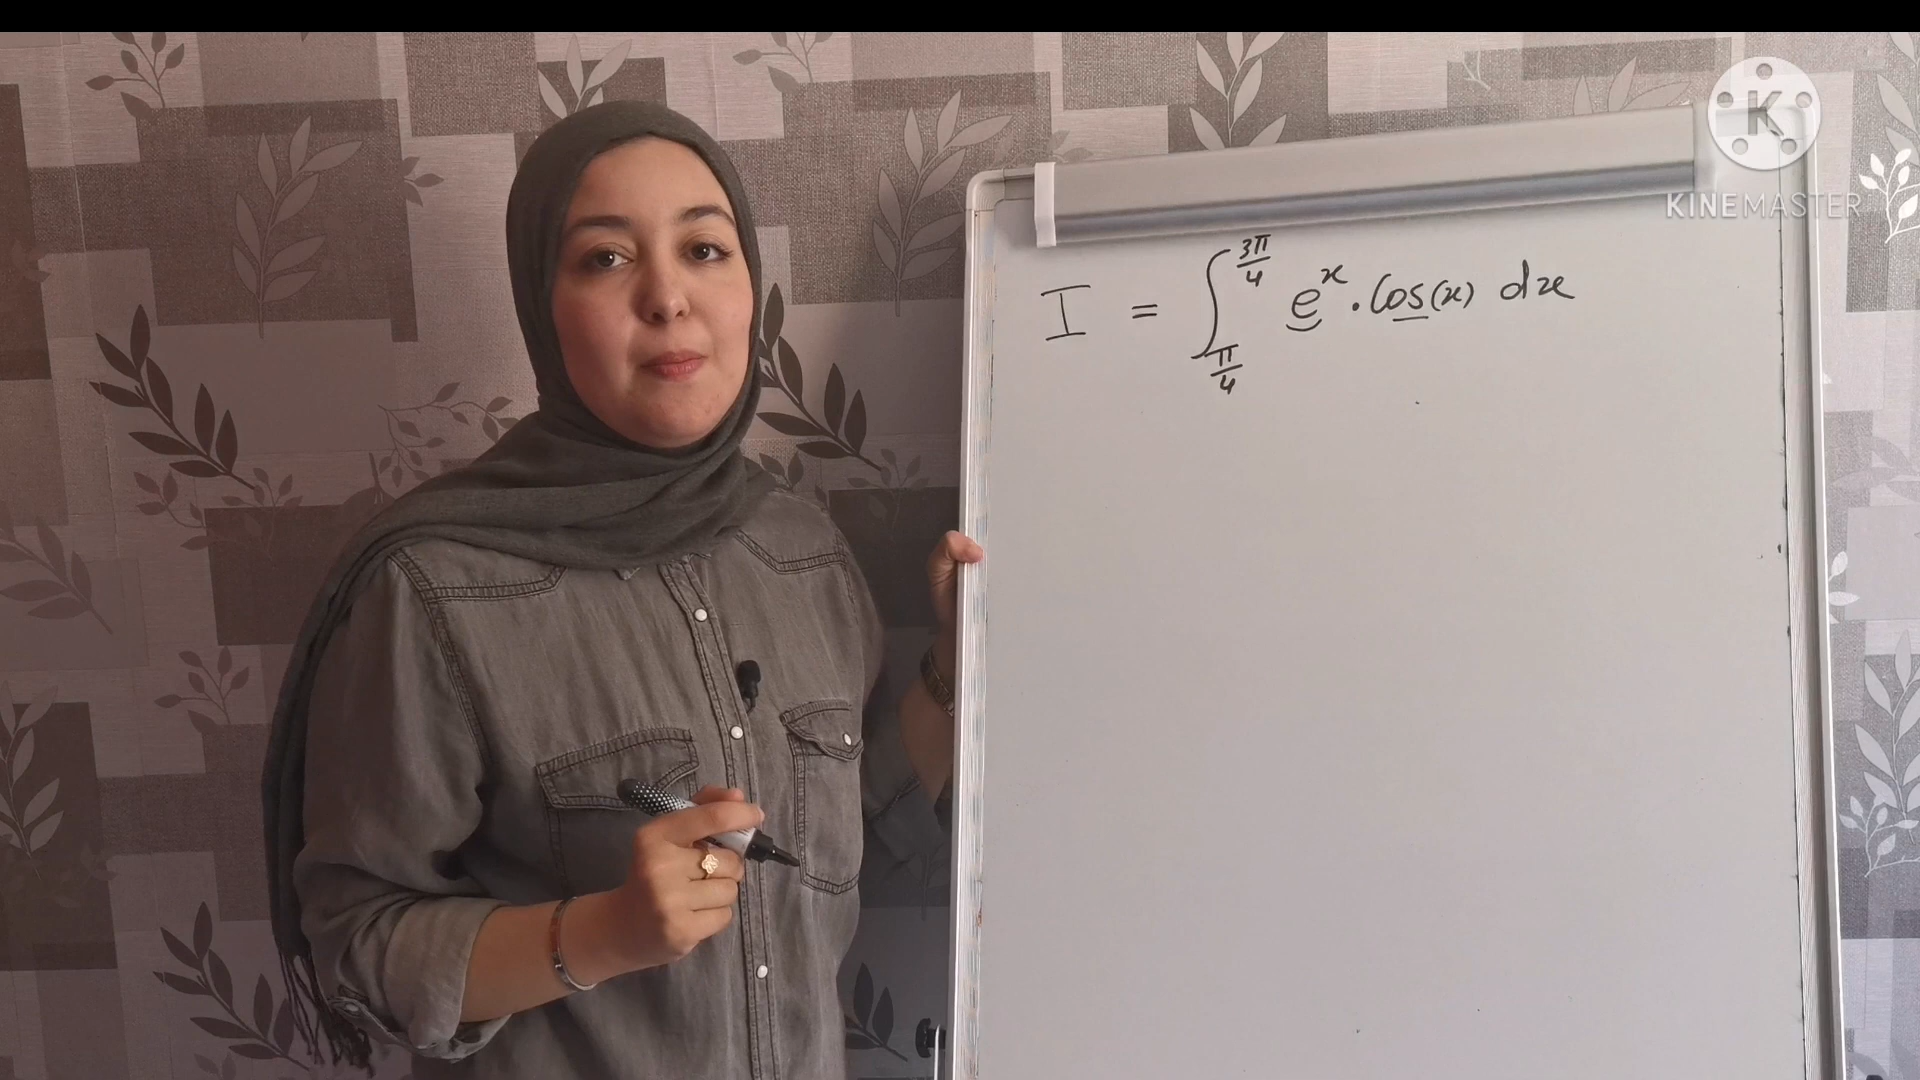 K
KINEMASTER
I = ∫_{π/4}^{3π/4} e^x · Cos(x) dx